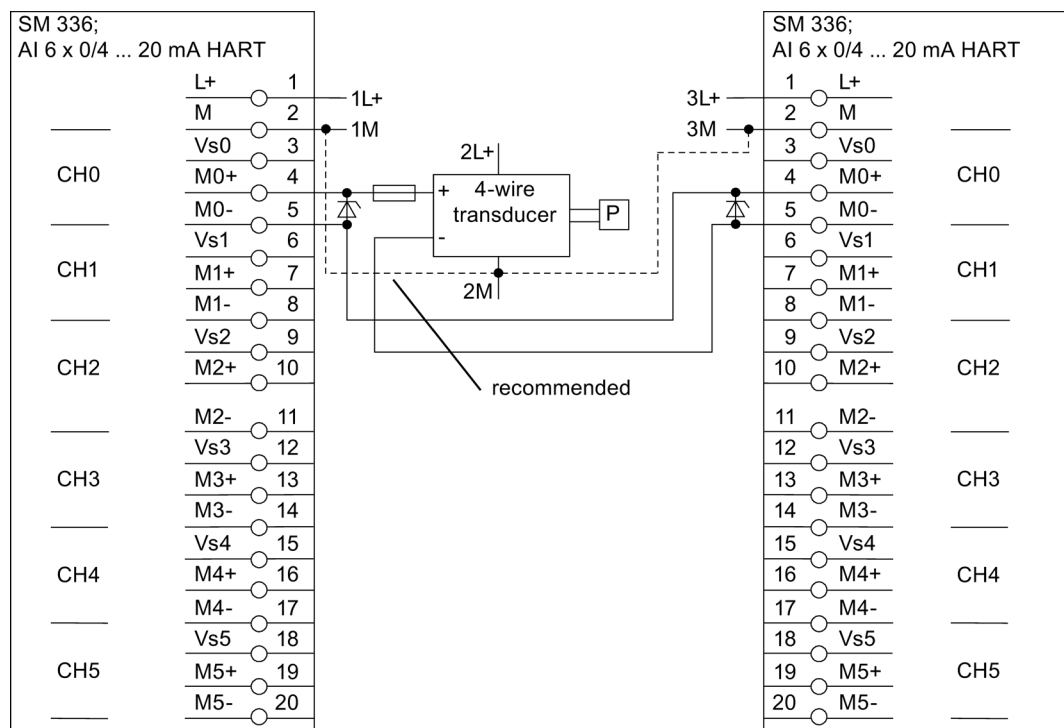 SM 336;
AI 6 x 0/4 ... 20 mA HART
L+ 1
M 2
Vs0 3
CH0 M0+ 4
M0- 5
Vs1 6
CH1 M1+ 7
M1- 8
Vs2 9
CH2 M2+ 10
M2- 11
Vs3 12
CH3 M3+ 13
M3- 14
Vs4 15
CH4 M4+ 16
M4- 17
Vs5 18
CH5 M5+ 19
M5- 20
1L+
1M
2L+
+ 4-wire
transducer
-
P
2M
recommended
3L+
3M
SM 336;
AI 6 x 0/4 ... 20 mA HART
1 L+
2 M
3 Vs0
4 M0+ CH0
5 M0-
6 Vs1
7 M1+ CH1
8 M1-
9 Vs2
10 M2+ CH2
11 M2-
12 Vs3
13 M3+ CH3
14 M3-
15 Vs4
16 M4+ CH4
17 M4-
18 Vs5
19 M5+ CH5
20 M5-